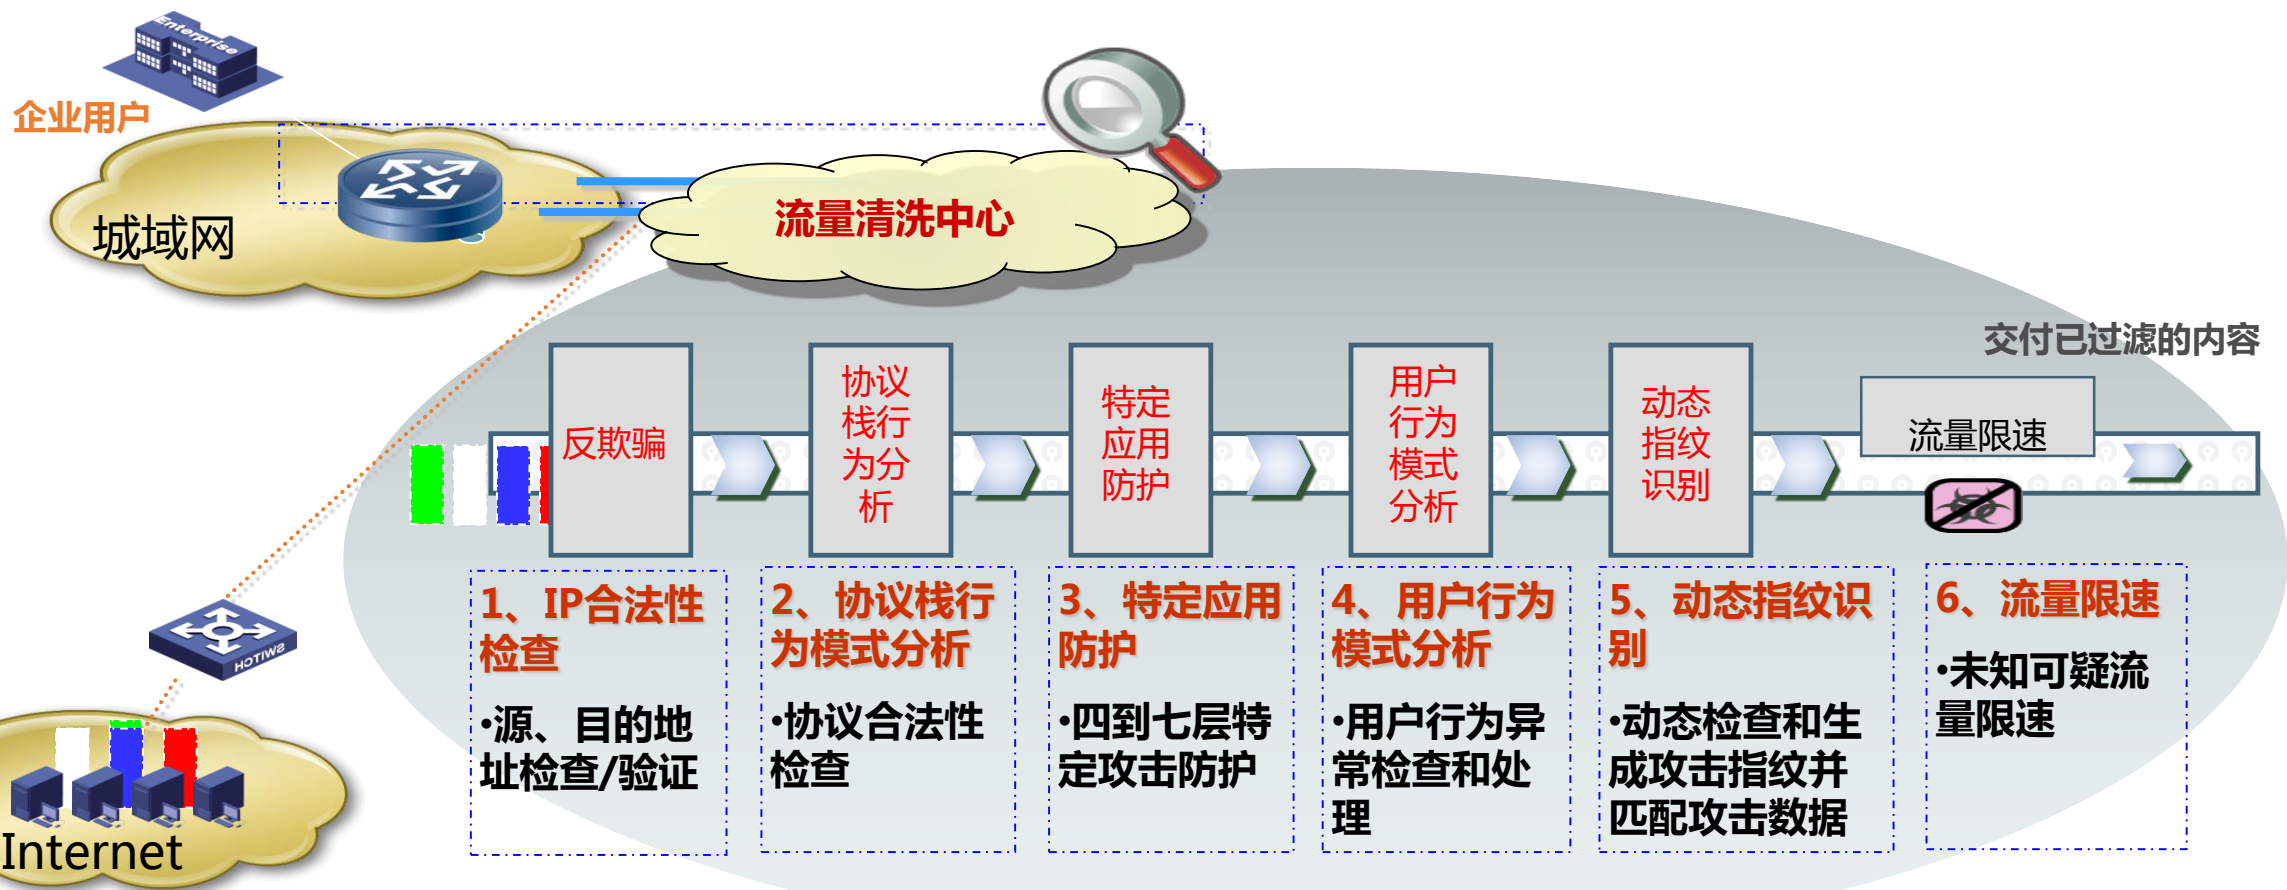 Enterprise
企业用户
城域网
流量清洗中心
交付已过滤的内容
反欺骗
协议
栈行
为分
析
特定
应用
防护
用户
行为
模式
分析
动态
指纹
识别
流量限速
1、IP合法性
检查
•源、目的地
址检查/验证
2、协议栈行
为模式分析
•协议合法性
检查
3、特定应用
防护
•四到七层特
定攻击防护
4、用户行为
模式分析
•用户行为异
常检查和处
理
5、动态指纹识
别
•动态检查和生
成攻击指纹并
匹配攻击数据
6、流量限速
•未知可疑流
量限速
SWITCH
Internet